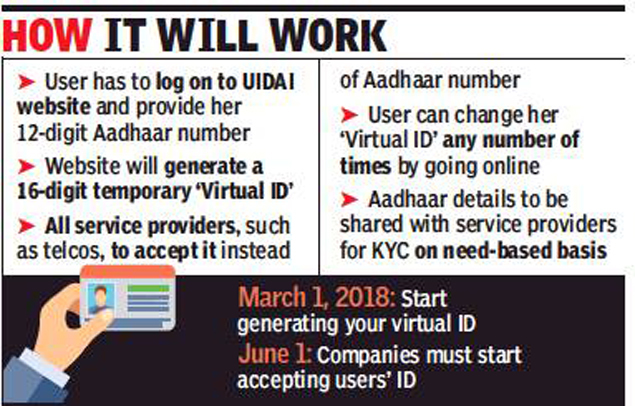 HOW IT WILL WORK
➤ User has to log on to UIDAI
website and provide her
12-digit Aadhaar number
➤ Website will generate a
16-digit temporary ‘Virtual ID’
➤ All service providers, such
as telcos, to accept it instead
of Aadhaar number
➤ User can change her
‘Virtual ID’ any number of
times by going online
➤ Aadhaar details to be
shared with service providers
for KYC on need-based basis
March 1, 2018: Start
generating your virtual ID
June 1: Companies must start
accepting users’ ID